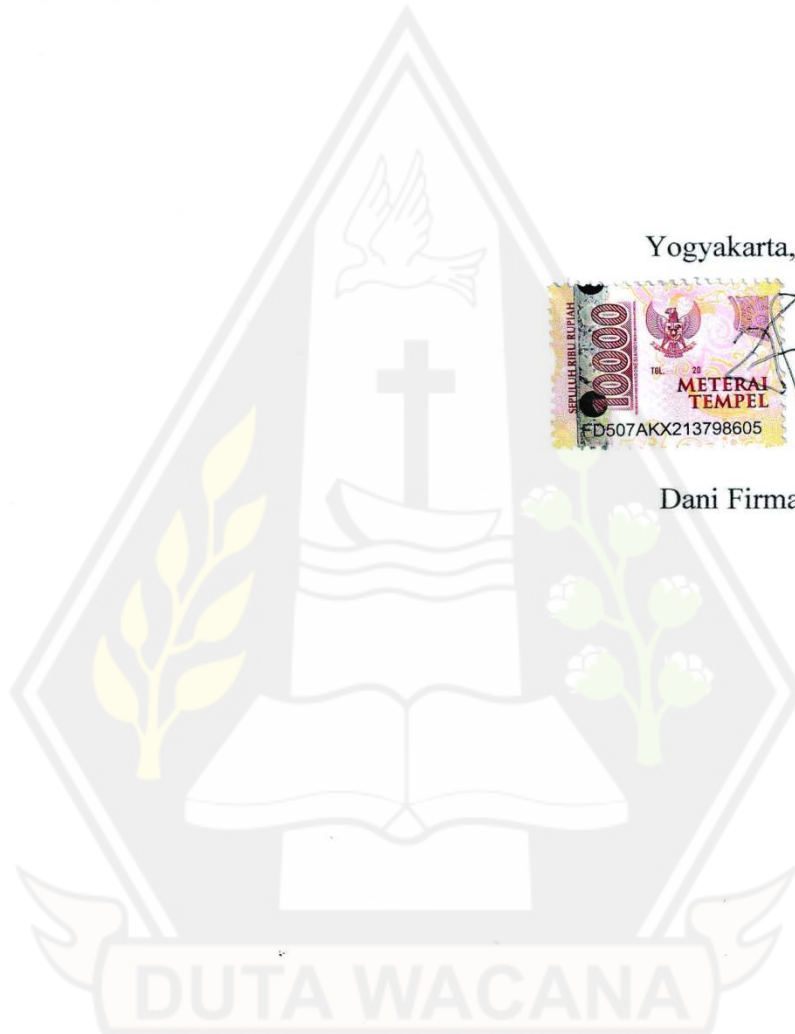 Yogyakarta,
SEPULUH RIBU RUPIAH
10000
TGL. 20
METERAI
TEMPEL
FD507AKX213798605
Dani Firma
DUTA WACANA